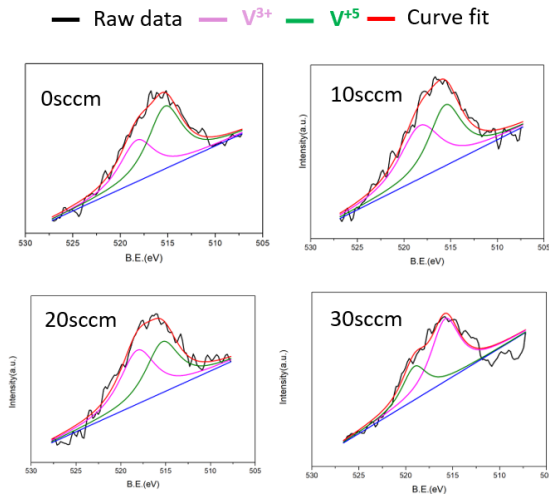 Raw data V³⁺ V⁺⁵ Curve fit
0sccm
530 525 520 515 510 505
B.E.(eV)
10sccm
Intensity(a.u.)
530 525 520 515 510 505
B.E.(eV)
20sccm
Intensity(a.u.)
530 525 520 515 510 505
B.E.(eV)
30sccm
Intensity(a.u.)
530 525 520 515 510 50
B.E.(eV)